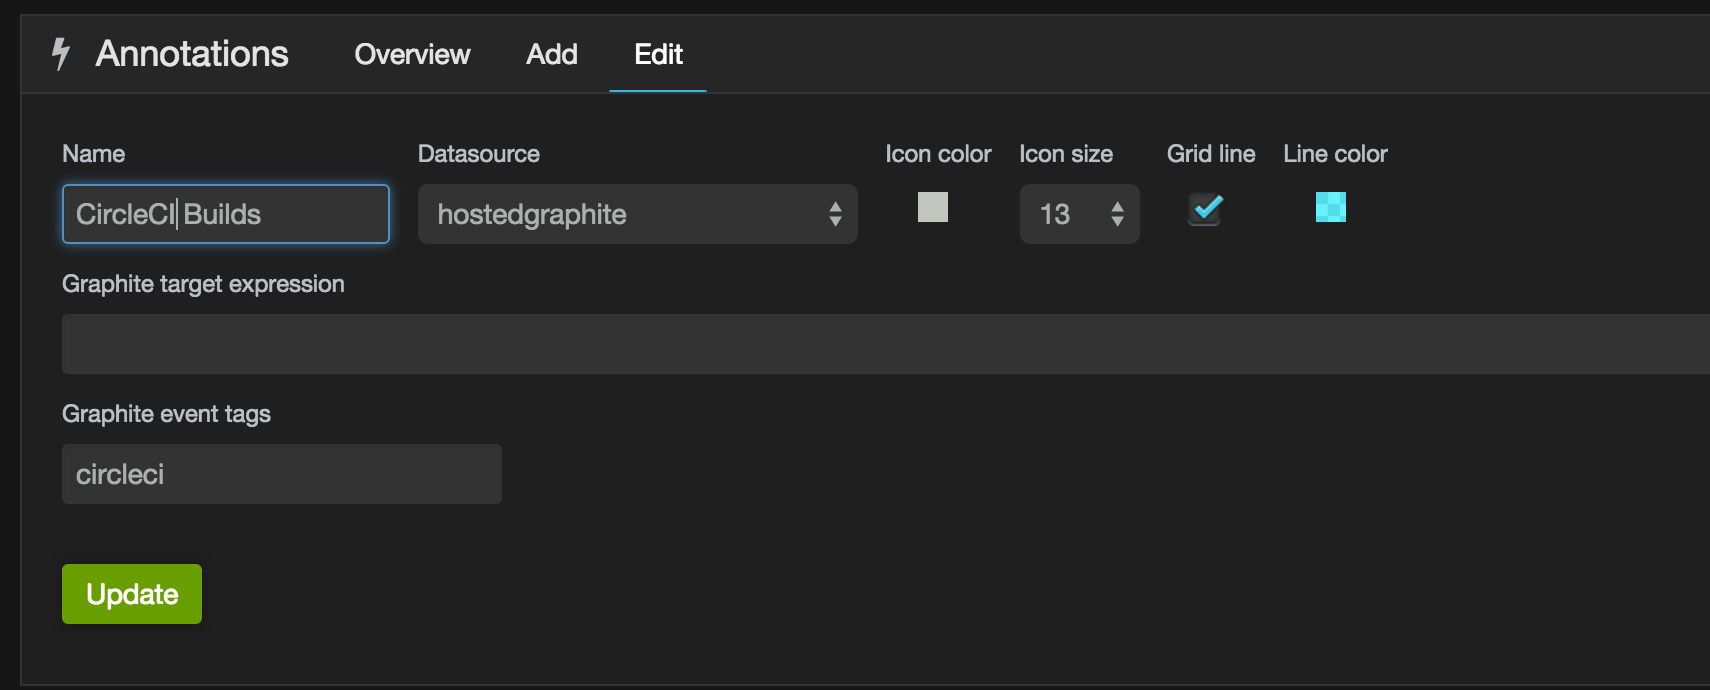 Annotations Overview Add Edit
Name Datasource Icon color Icon size Grid line Line color
CircleCI Builds hostedgraphite 13
Graphite target expression
Graphite event tags
circleci
Update